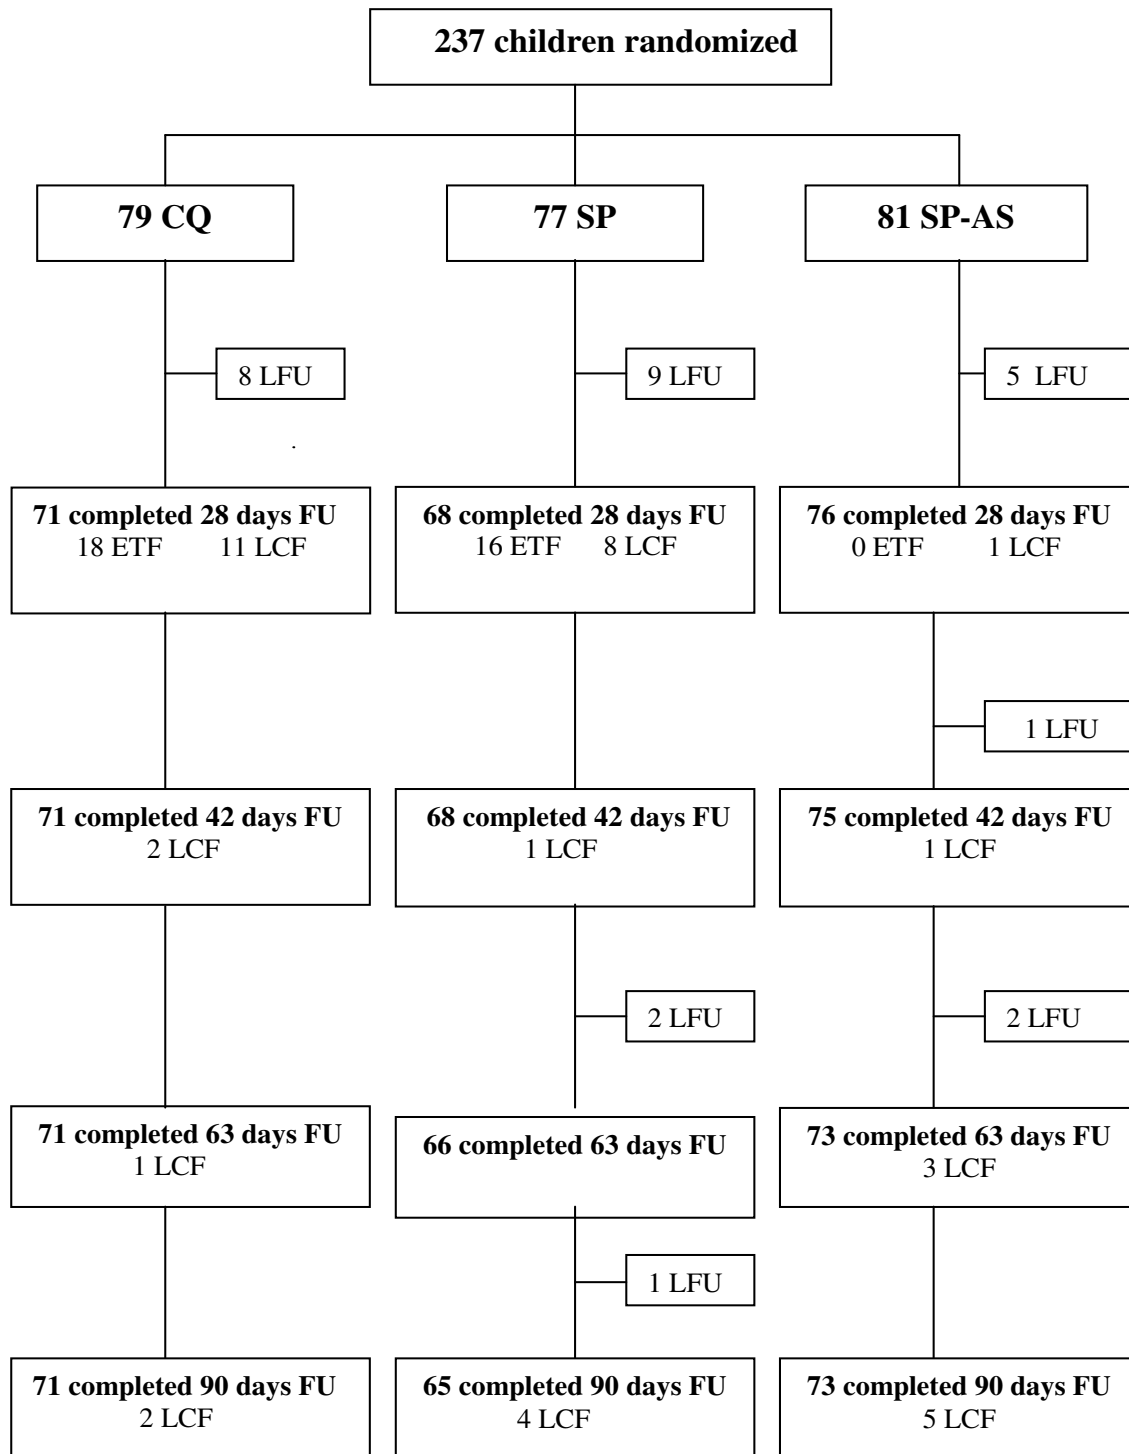 237 children randomized
79 CQ
77 SP
81 SP-AS
8 LFU
9 LFU
5 LFU
71 completed 28 days FU
18 ETF 11 LCF
68 completed 28 days FU
16 ETF 8 LCF
76 completed 28 days FU
0 ETF 1 LCF
1 LFU
71 completed 42 days FU
2 LCF
68 completed 42 days FU
1 LCF
75 completed 42 days FU
1 LCF
2 LFU
2 LFU
71 completed 63 days FU
1 LCF
66 completed 63 days FU
73 completed 63 days FU
3 LCF
1 LFU
71 completed 90 days FU
2 LCF
65 completed 90 days FU
4 LCF
73 completed 90 days FU
5 LCF